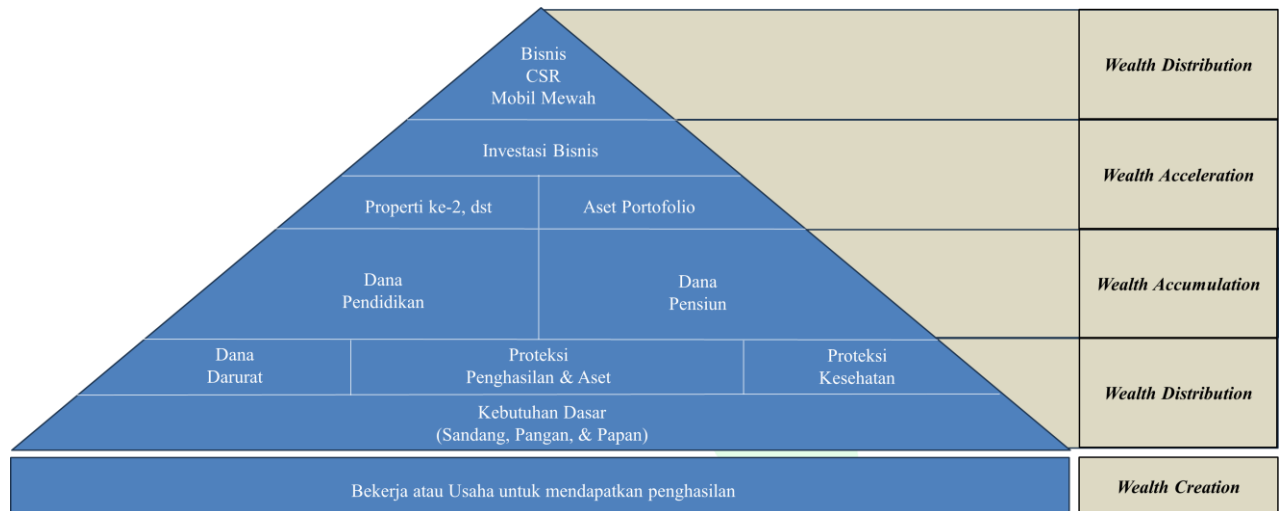 Bisnis
CSR
Mobil Mewah
Wealth Distribution
Investasi Bisnis
Wealth Acceleration
Properti ke-2, dst
Aset Portofolio
Dana
Pendidikan
Dana
Pensiun
Wealth Accumulation
Dana
Darurat
Proteksi
Penghasilan & Aset
Proteksi
Kesehatan
Wealth Distribution
Kebutuhan Dasar
(Sandang, Pangan, & Papan)
Bekerja atau Usaha untuk mendapatkan penghasilan
Wealth Creation